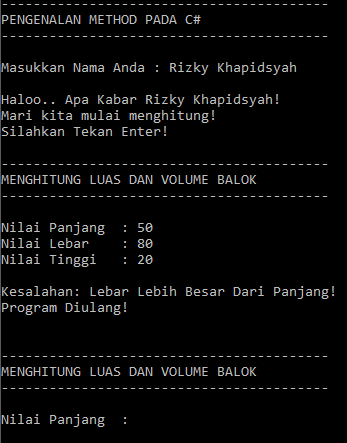 -----------------------------------------
PENGENALAN METHOD PADA C#
-----------------------------------------
Masukkan Nama Anda : Rizky Khapidsyah
Haloo.. Apa Kabar Rizky Khapidsyah!
Mari kita mulai menghitung!
Silahkan Tekan Enter!
-----------------------------------------
MENGHITUNG LUAS DAN VOLUME BALOK
-----------------------------------------
Nilai Panjang  : 50
Nilai Lebar    : 80
Nilai Tinggi   : 20
Kesalahan: Lebar Lebih Besar Dari Panjang!
Program Diulang!
-----------------------------------------
MENGHITUNG LUAS DAN VOLUME BALOK
-----------------------------------------
Nilai Panjang  :